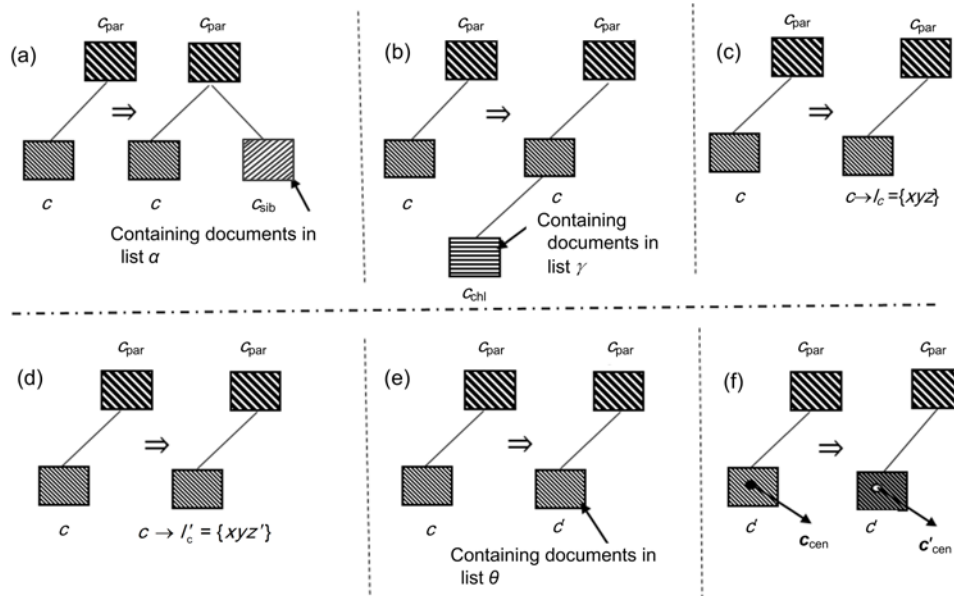 (a)
c_par c_par
⇒
c c c_sib
Containing documents in
list α
(b)
c_par c_par
⇒
c c
Containing
documents in
list γ
c_chl
(c)
c_par c_par
⇒
c c→l_c ={xyz}
(d)
c_par c_par
⇒
c c → l'_c = {xyz'}
(e)
c_par c_par
⇒
c c'
Containing documents in
list θ
(f)
c_par c_par
⇒
c' c_cen c' c'_cen